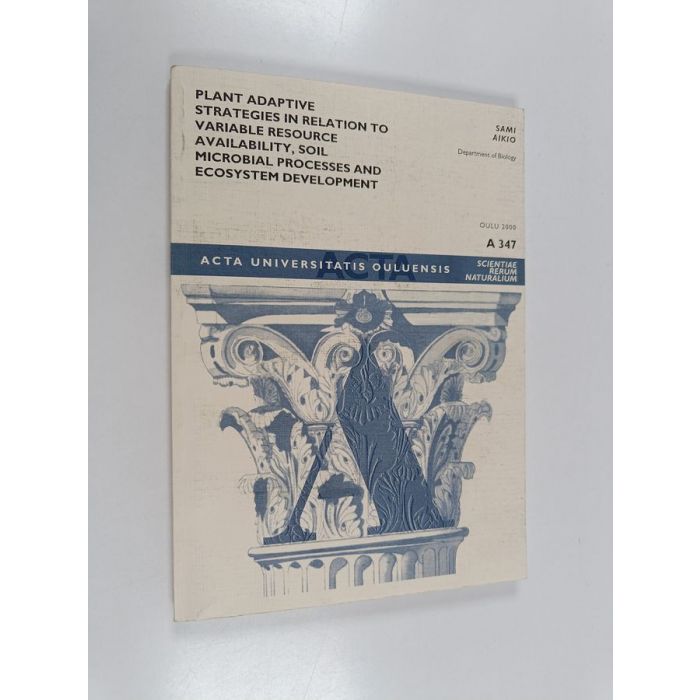 PLANT ADAPTIVE
STRATEGIES IN RELATION TO
VARIABLE RESOURCE
AVAILABILITY, SOIL
MICROBIAL PROCESSES AND
ECOSYSTEM DEVELOPMENT
SAMI
AIKIO
Department of Biology
OULU 2000
A 347
ACTA
ACTA UNIVERSITATIS OULUENSIS
SCIENTIAE
RERUM
NATURALIUM
A